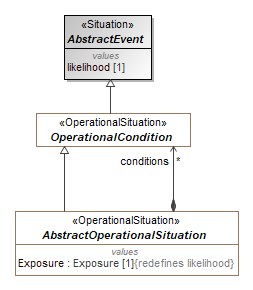 «Situation»
AbstractEvent
values
likelihood [1]
«OperationalSituation»
OperationalCondition
conditions *
«OperationalSituation»
AbstractOperationalSituation
values
Exposure : Exposure [1]{redefines likelihood}